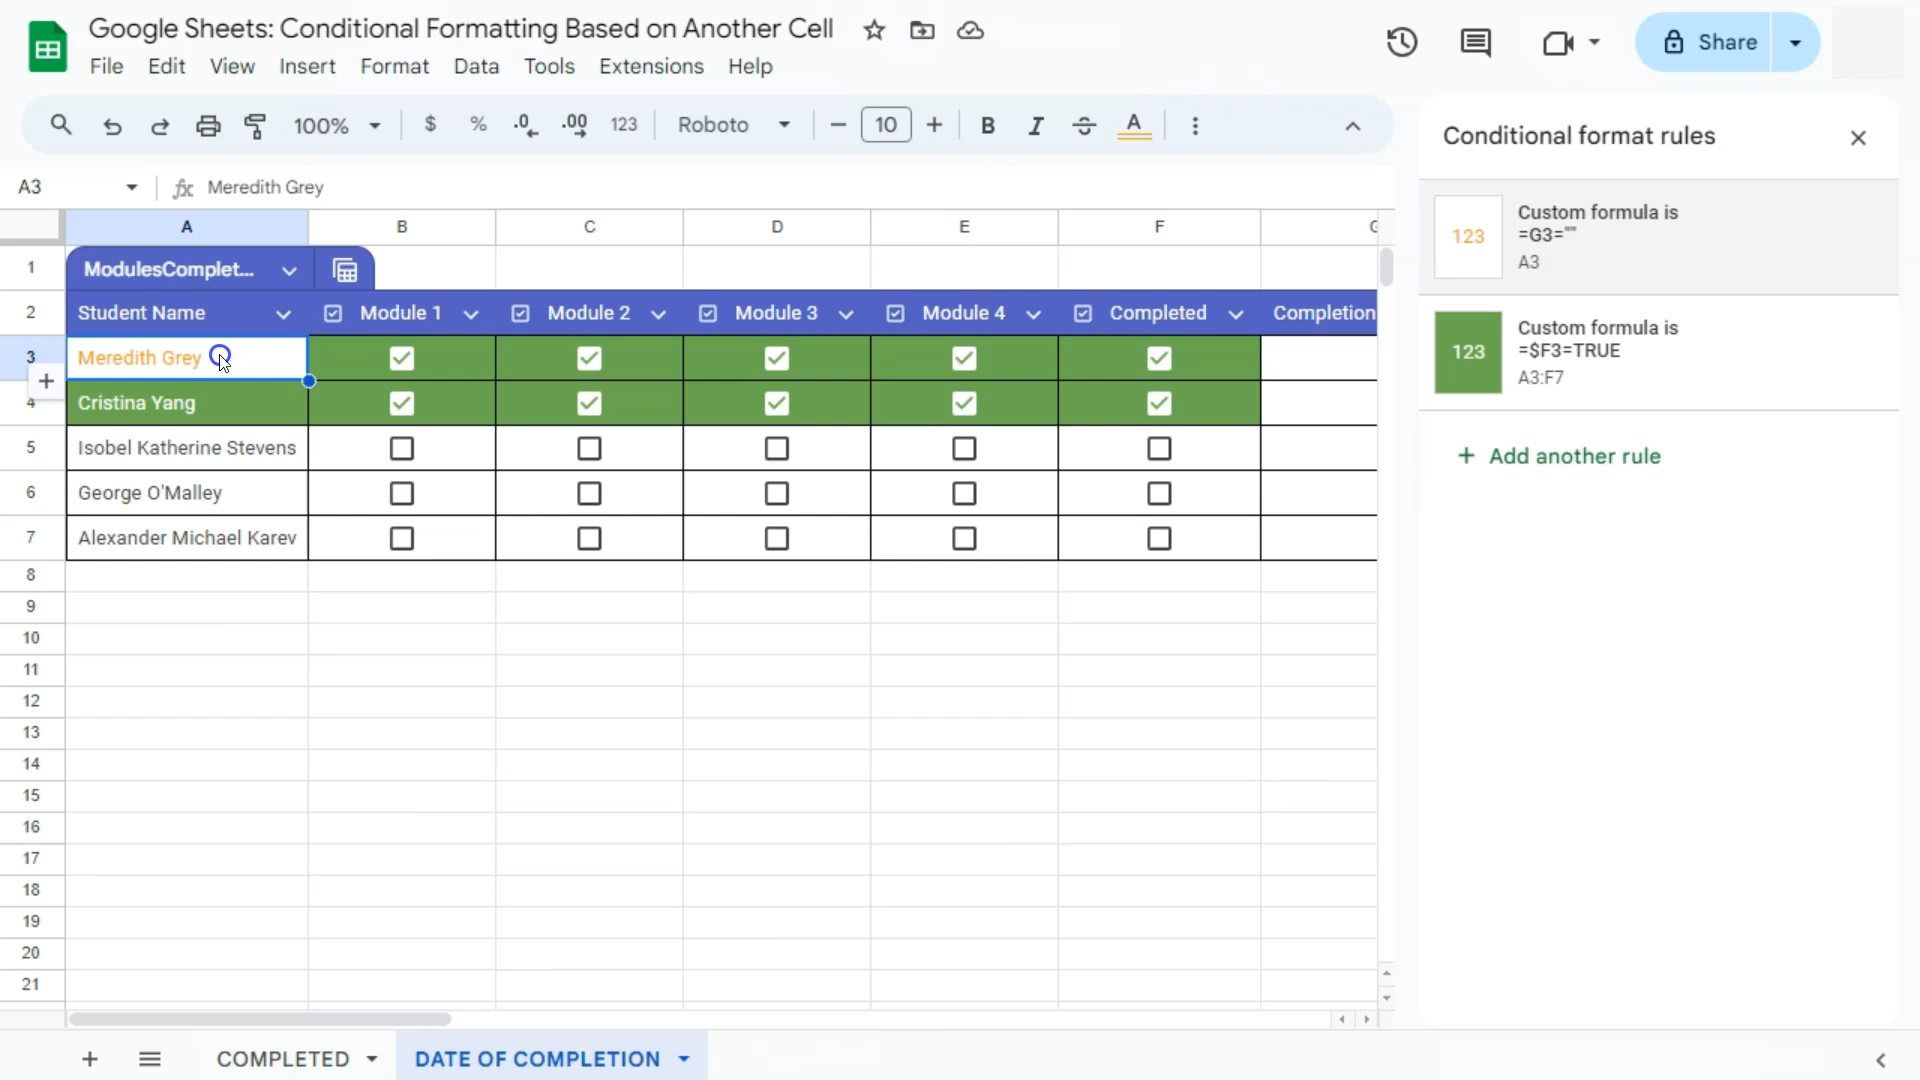 Google Sheets: Conditional Formatting Based on Another Cell
File Edit View Insert Format Data Tools Extensions Help
Share
100% $ % .0 .00 123 Roboto 10 B I A
A3 fx Meredith Grey
Conditional format rules
123 Custom formula is
=G3=""
A3
123 Custom formula is
=$F3=TRUE
A3:F7
+ Add another rule
A B C D E F
1 ModulesComplet...
2 Student Name Module 1 Module 2 Module 3 Module 4 Completed Completion
3 Meredith Grey
4 Cristina Yang
5 Isobel Katherine Stevens
6 George O'Malley
7 Alexander Michael Karev
8
9
10
11
12
13
14
15
16
17
18
19
20
21
COMPLETED DATE OF COMPLETION